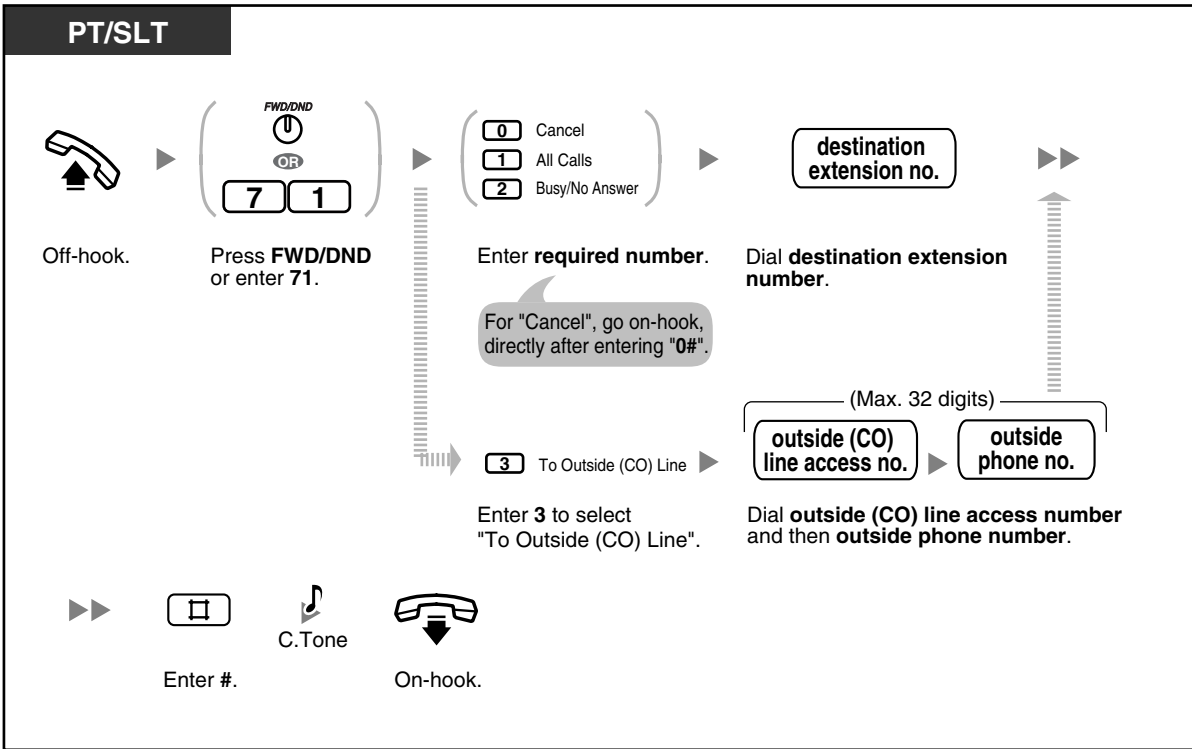 PT/SLT
FWD/DND
OR
7 1
0 Cancel
1 All Calls
2 Busy/No Answer
destination
extension no.
Off-hook.
Press FWD/DND
or enter 71.
Enter required number.
Dial destination extension
number.
For "Cancel", go on-hook,
directly after entering "0#".
3 To Outside (CO) Line
(Max. 32 digits)
outside (CO)
line access no.
outside
phone no.
Enter 3 to select
"To Outside (CO) Line".
Dial outside (CO) line access number
and then outside phone number.
#
C.Tone
Enter #.
On-hook.